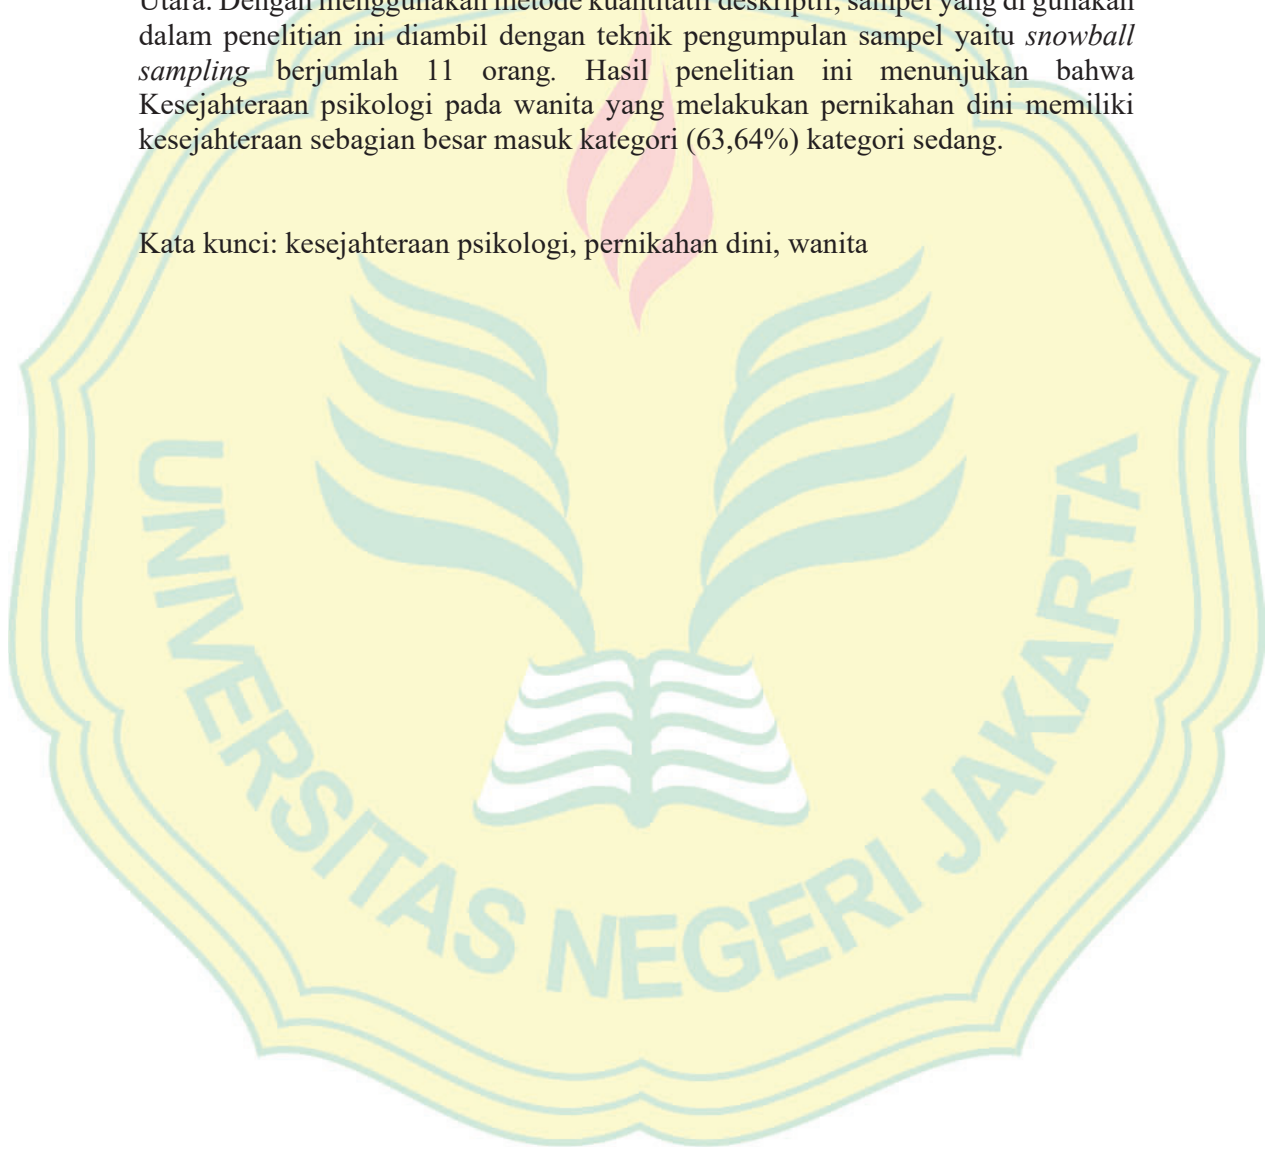 Utara. Dengan menggunakan metode kuantitatif deskriptif, sampel yang di gunakan
dalam penelitian ini diambil dengan teknik pengumpulan sampel yaitu snowball
sampling berjumlah 11 orang. Hasil penelitian ini menunjukan bahwa
Kesejahteraan psikologi pada wanita yang melakukan pernikahan dini memiliki
kesejahteraan sebagian besar masuk kategori (63,64%) kategori sedang.
Kata kunci: kesejahteraan psikologi, pernikahan dini, wanita
UNIVERSITAS NEGERI JAKARTA